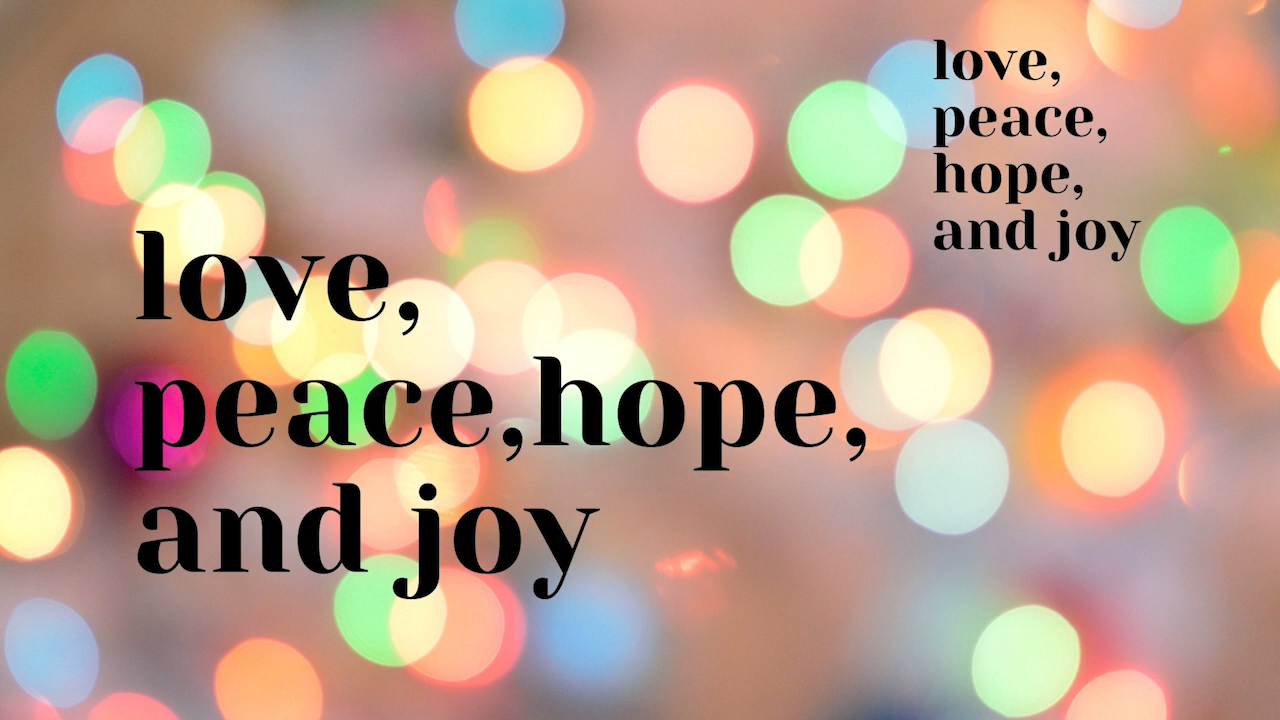 love,
peace,
hope,
and joy
love,
peace,hope,
and joy